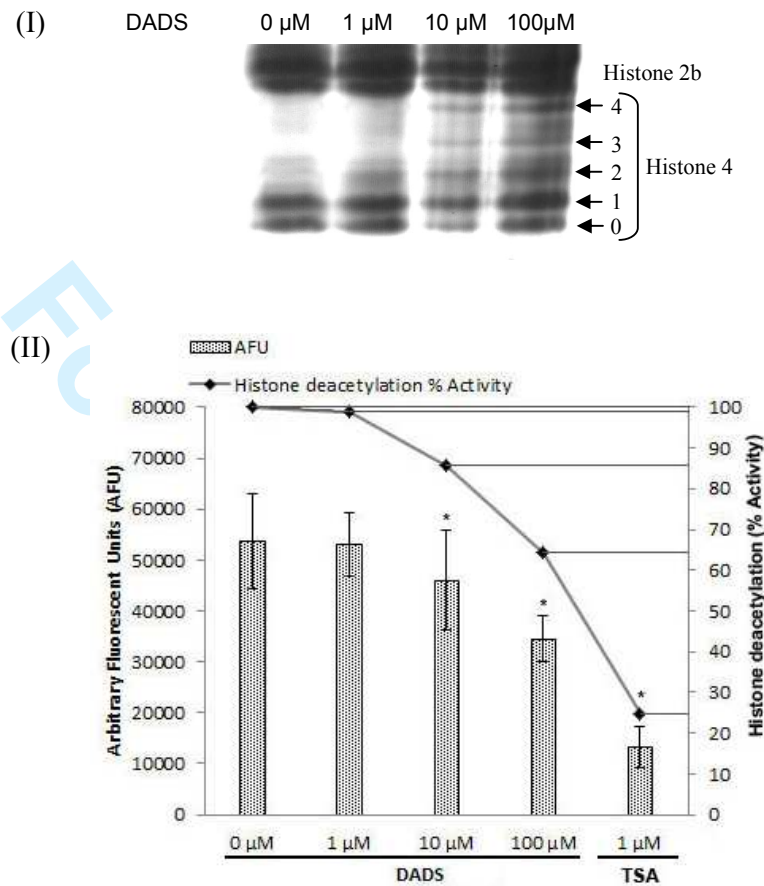 (I) DADS 0 µM 1 µM 10 µM 100µM
Histone 2b
4
3
2
Histone 4
1
0
Fo
(II)
AFU
Histone deacetylation % Activity
Arbitrary Fluorescent Units (AFU)
80000
70000
60000
50000
40000
30000
20000
10000
0
* * *
100
90
80
70
60
50
40
30
20
10
0
Histone deacetylation (% Activity)
0 µM 1 µM 10 µM 100 µM 1 µM
DADS TSA